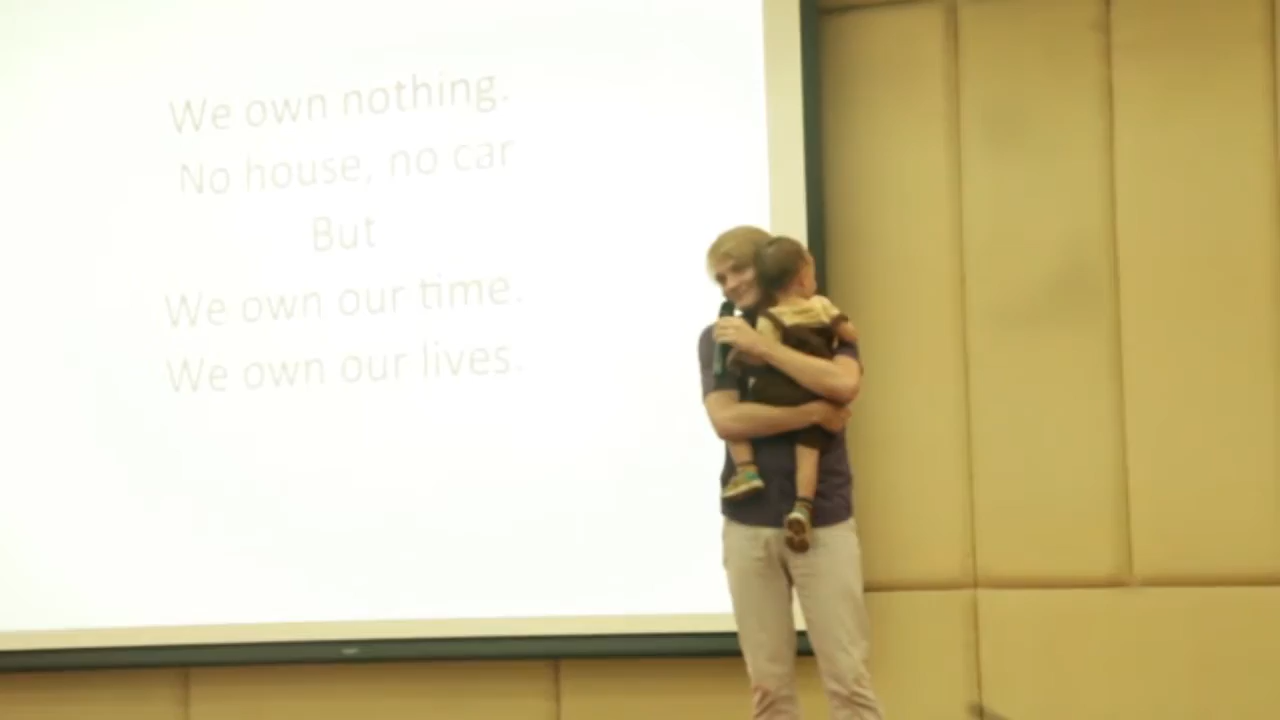 We own nothing.
No house, no car
But
We own our time.
We own our lives.